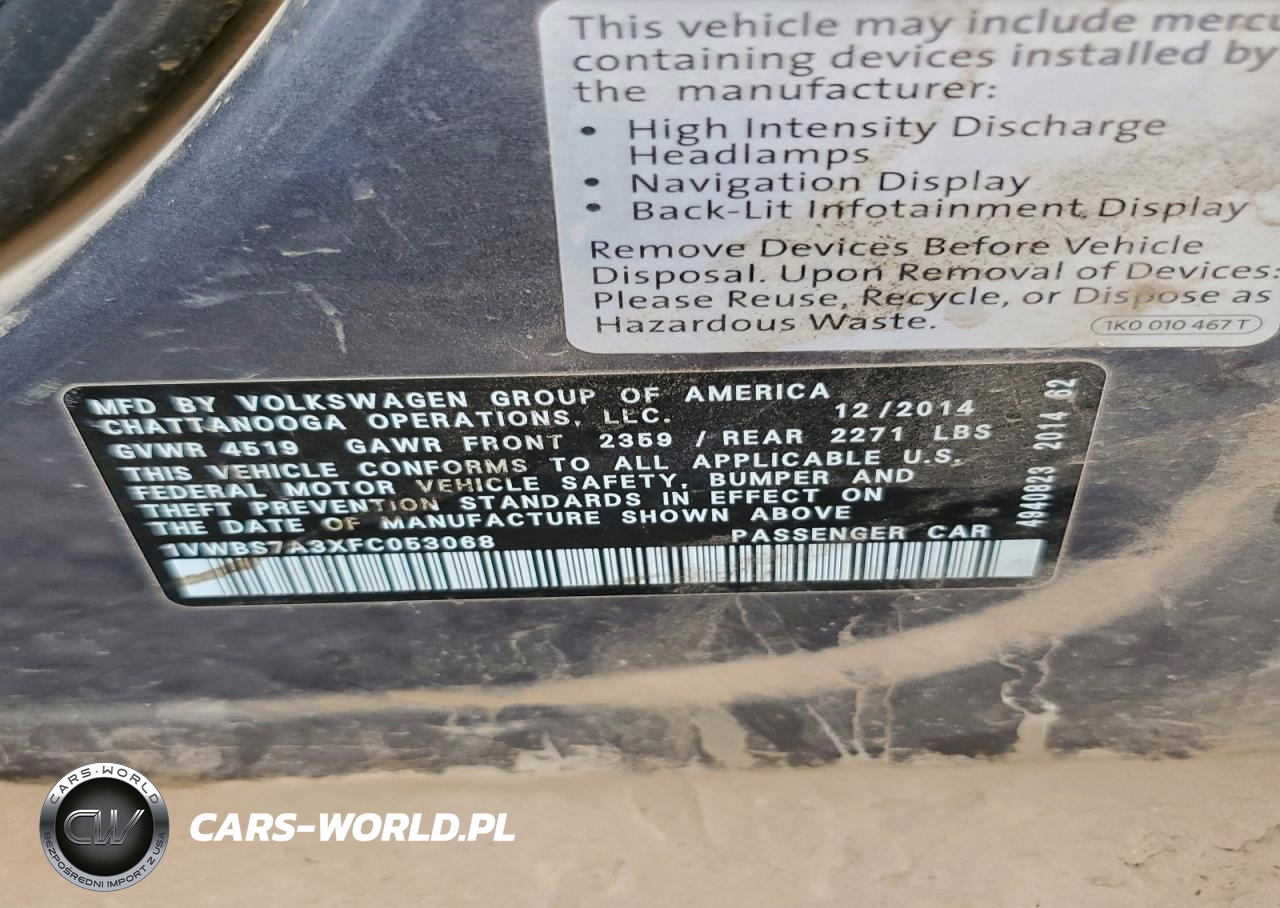 This vehicle may include mercu
containing devices installed by
the manufacturer:
• High Intensity Discharge
Headlamps
• Navigation Display
• Back-Lit Infotainment Display
Remove Devices Before Vehicle
Disposal. Upon Removal of Devices:
Please Reuse, Recycle, or Dispose as
Hazardous Waste.
1K0 010 467 T
MFD BY VOLKSWAGEN GROUP OF AMERICA
CHATTANOOGA OPERATIONS, LLC.
12/2014
GVWR 4519 GAWR FRONT 2359 / REAR 2271 LBS
THIS VEHICLE CONFORMS TO ALL APPLICABLE U.S.
FEDERAL MOTOR VEHICLE SAFETY, BUMPER AND
THEFT PREVENTION STANDARDS IN EFFECT ON
THE DATE OF MANUFACTURE SHOWN ABOVE
1VWBS7A3XFC053068 PASSENGER CAR
4940823 2014 62
CARS-WORLD
CW
BEZPOŚREDNI IMPORT Z USA
CARS-WORLD.PL